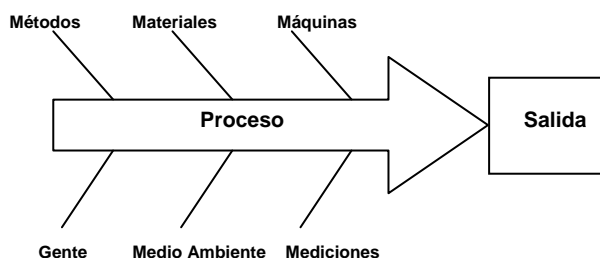 Métodos
Materiales
Máquinas
Proceso
Salida
Gente
Medio Ambiente
Mediciones